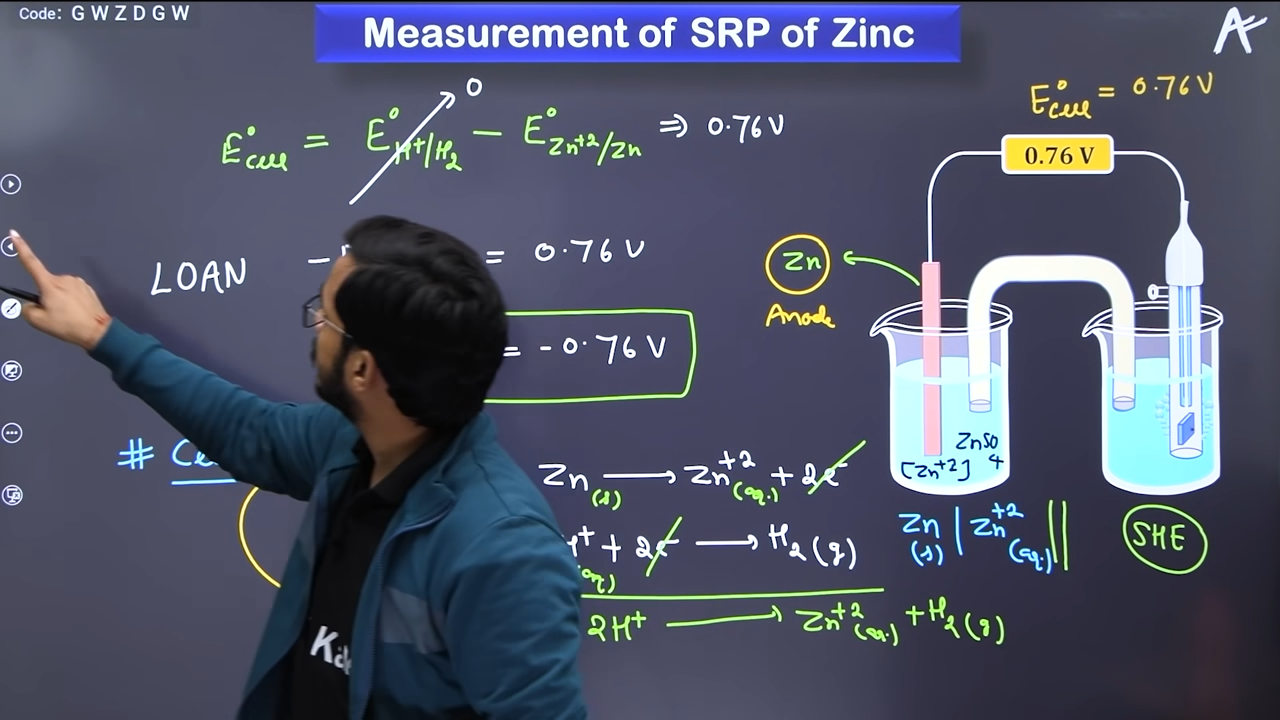 Code: G W Z D G W
Measurement of SRP of Zinc
E°cell = E°H⁺/H₂ – E°Zn⁺²/Zn ⇒ 0.76V
0
E°cell = 0.76V
0.76 V
LOAN
– = 0.76 V
= -0.76 V
Zn
Anode
#
Zn(s) ⟶ Zn⁺²(aq.) + 2e⁻
H⁺ + 2e⁻ ⟶ H₂(g)
2H⁺ ⟶ Zn⁺²(aq.) + H₂(g)
ZnSO4
[Zn⁺²]
Zn(s) | Zn⁺²(aq.) ||
SHE